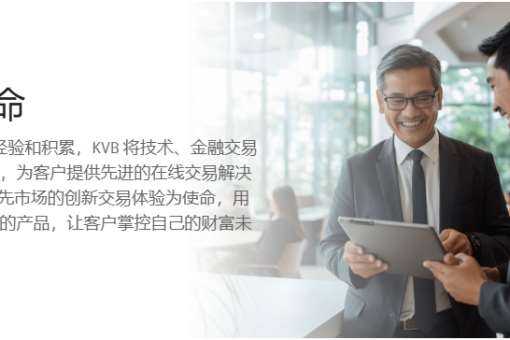 命
经验和积累，KVB 将技术、金融交易
，为客户提供先进的在线交易解决
先市场的创新交易体验为使命，用
的产品，让客户掌控自己的财富未